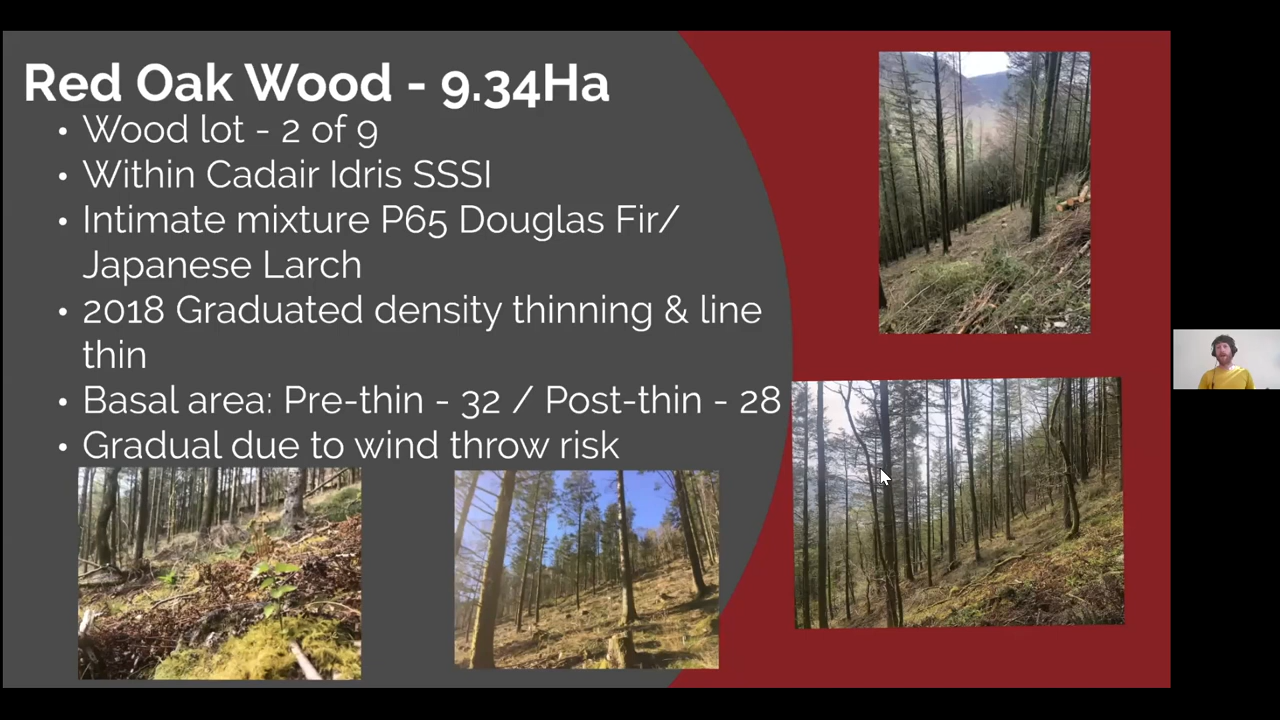 Red Oak Wood - 9.34Ha
• Wood lot - 2 of 9
• Within Cadair Idris SSSI
• Intimate mixture P65 Douglas Fir/
Japanese Larch
• 2018 Graduated density thinning & line
thin
• Basal area: Pre-thin - 32 / Post-thin - 28
• Gradual due to wind throw risk